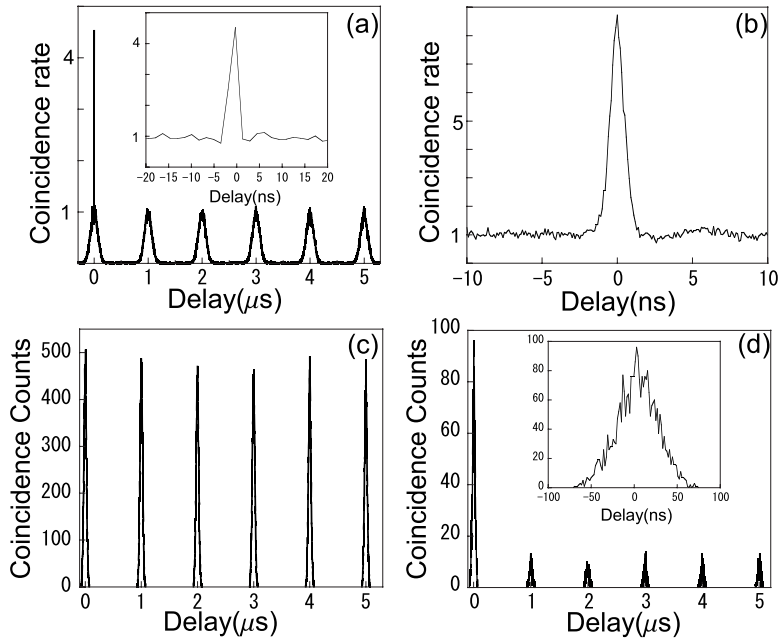 (a)
Coincidence rate
4
1
0 1 2 3 4 5
Delay(μs)
4
1
-20 -15 -10 -5 0 5 10 15 20
Delay(ns)
(b)
Coincidence rate
5
1
-10 -5 0 5 10
Delay(ns)
(c)
Coincidence Counts
500
400
300
200
100
0
0 1 2 3 4 5
Delay(μs)
(d)
Coincidence Counts
100
80
60
40
20
0
0 1 2 3 4 5
Delay(μs)
100
80
60
40
20
0
-100 -50 0 50 100
Delay(ns)